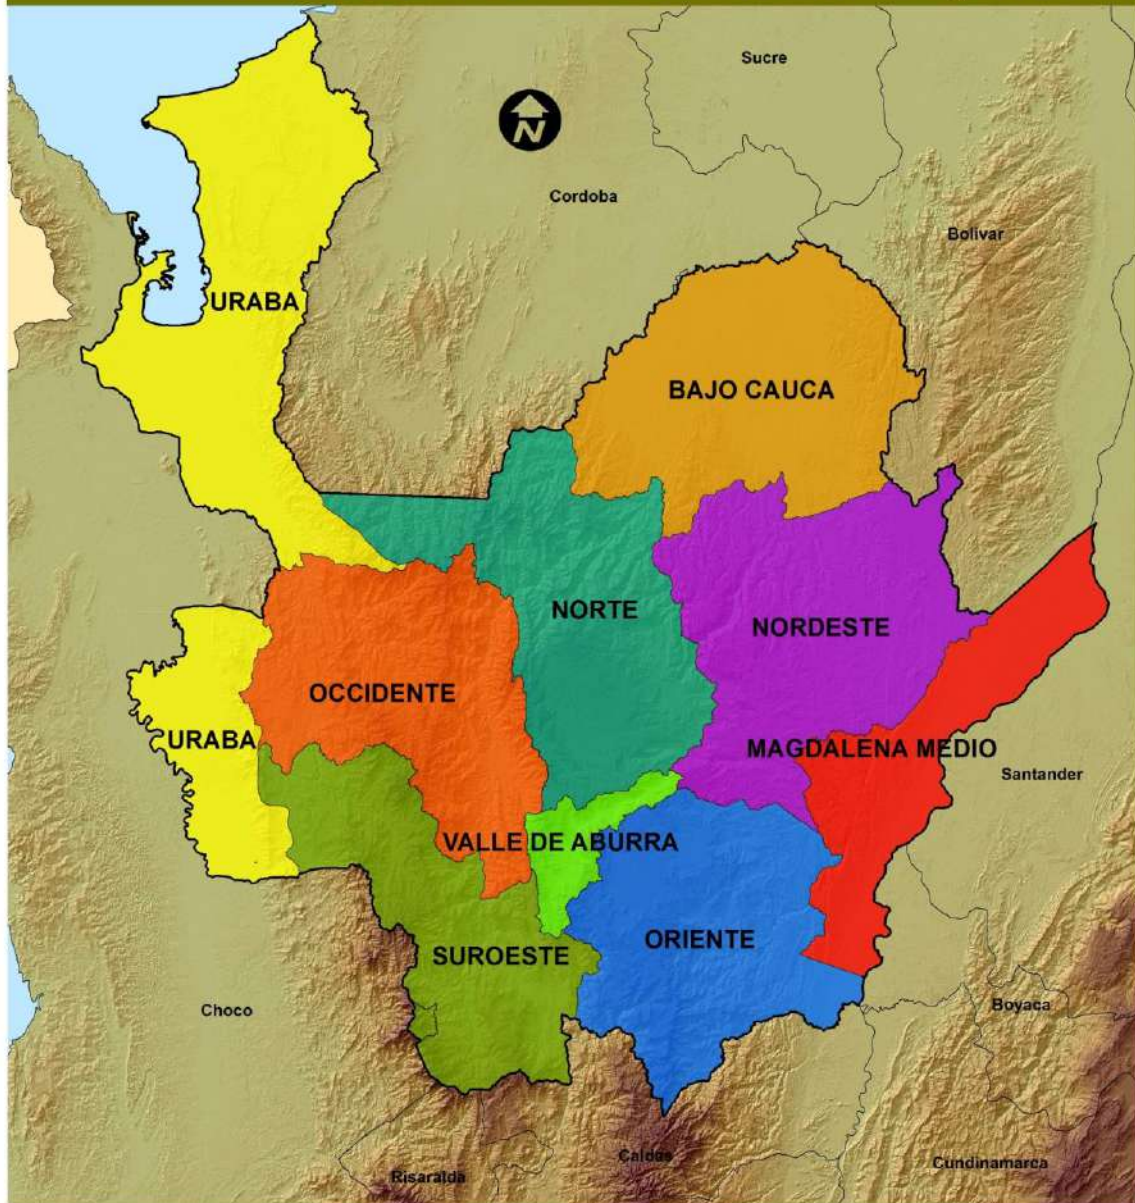 Sucre
N
Cordoba
Bolivar
URABA
BAJO CAUCA
NORTE
NORDESTE
OCCIDENTE
URABA
MAGDALENA MEDIO
Santander
VALLE DE ABURRA
ORIENTE
SUROESTE
Choco
Boyaca
Caldas
Risaralda
Cundinamarca